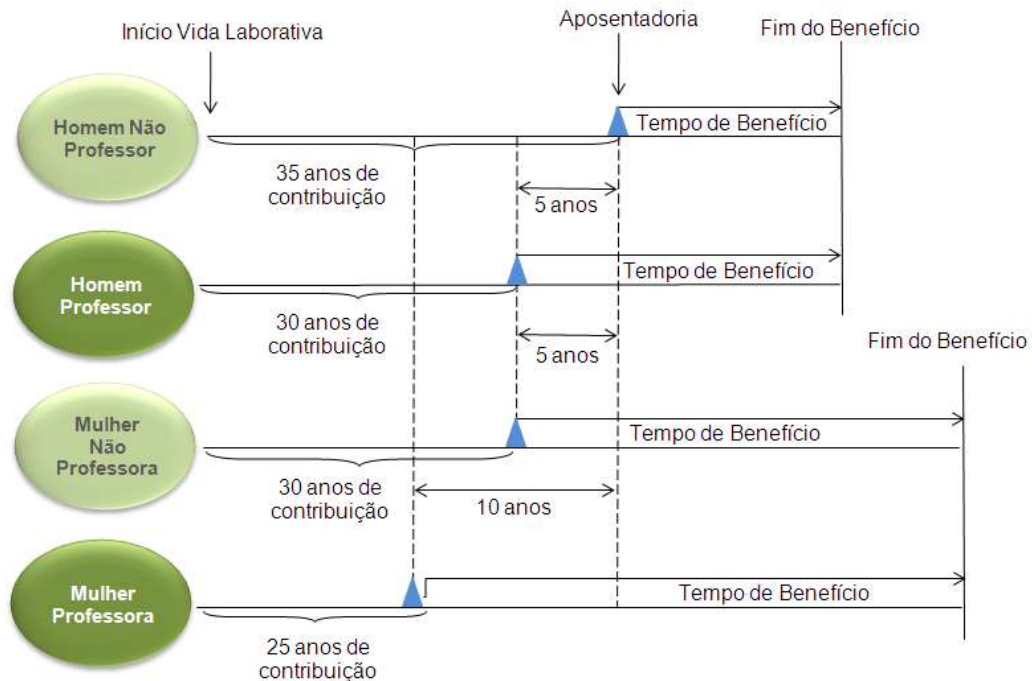 Início Vida Laborativa
Aposentadoria
Fim do Benefício
Homem Não
Professor
Tempo de Benefício
35 anos de
contribuição
5 anos
Homem
Professor
Tempo de Benefício
30 anos de
contribuição
5 anos
Fim do Benefício
Mulher
Não
Professora
Tempo de Benefício
30 anos de
contribuição
10 anos
Mulher
Professora
Tempo de Benefício
25 anos de
contribuição